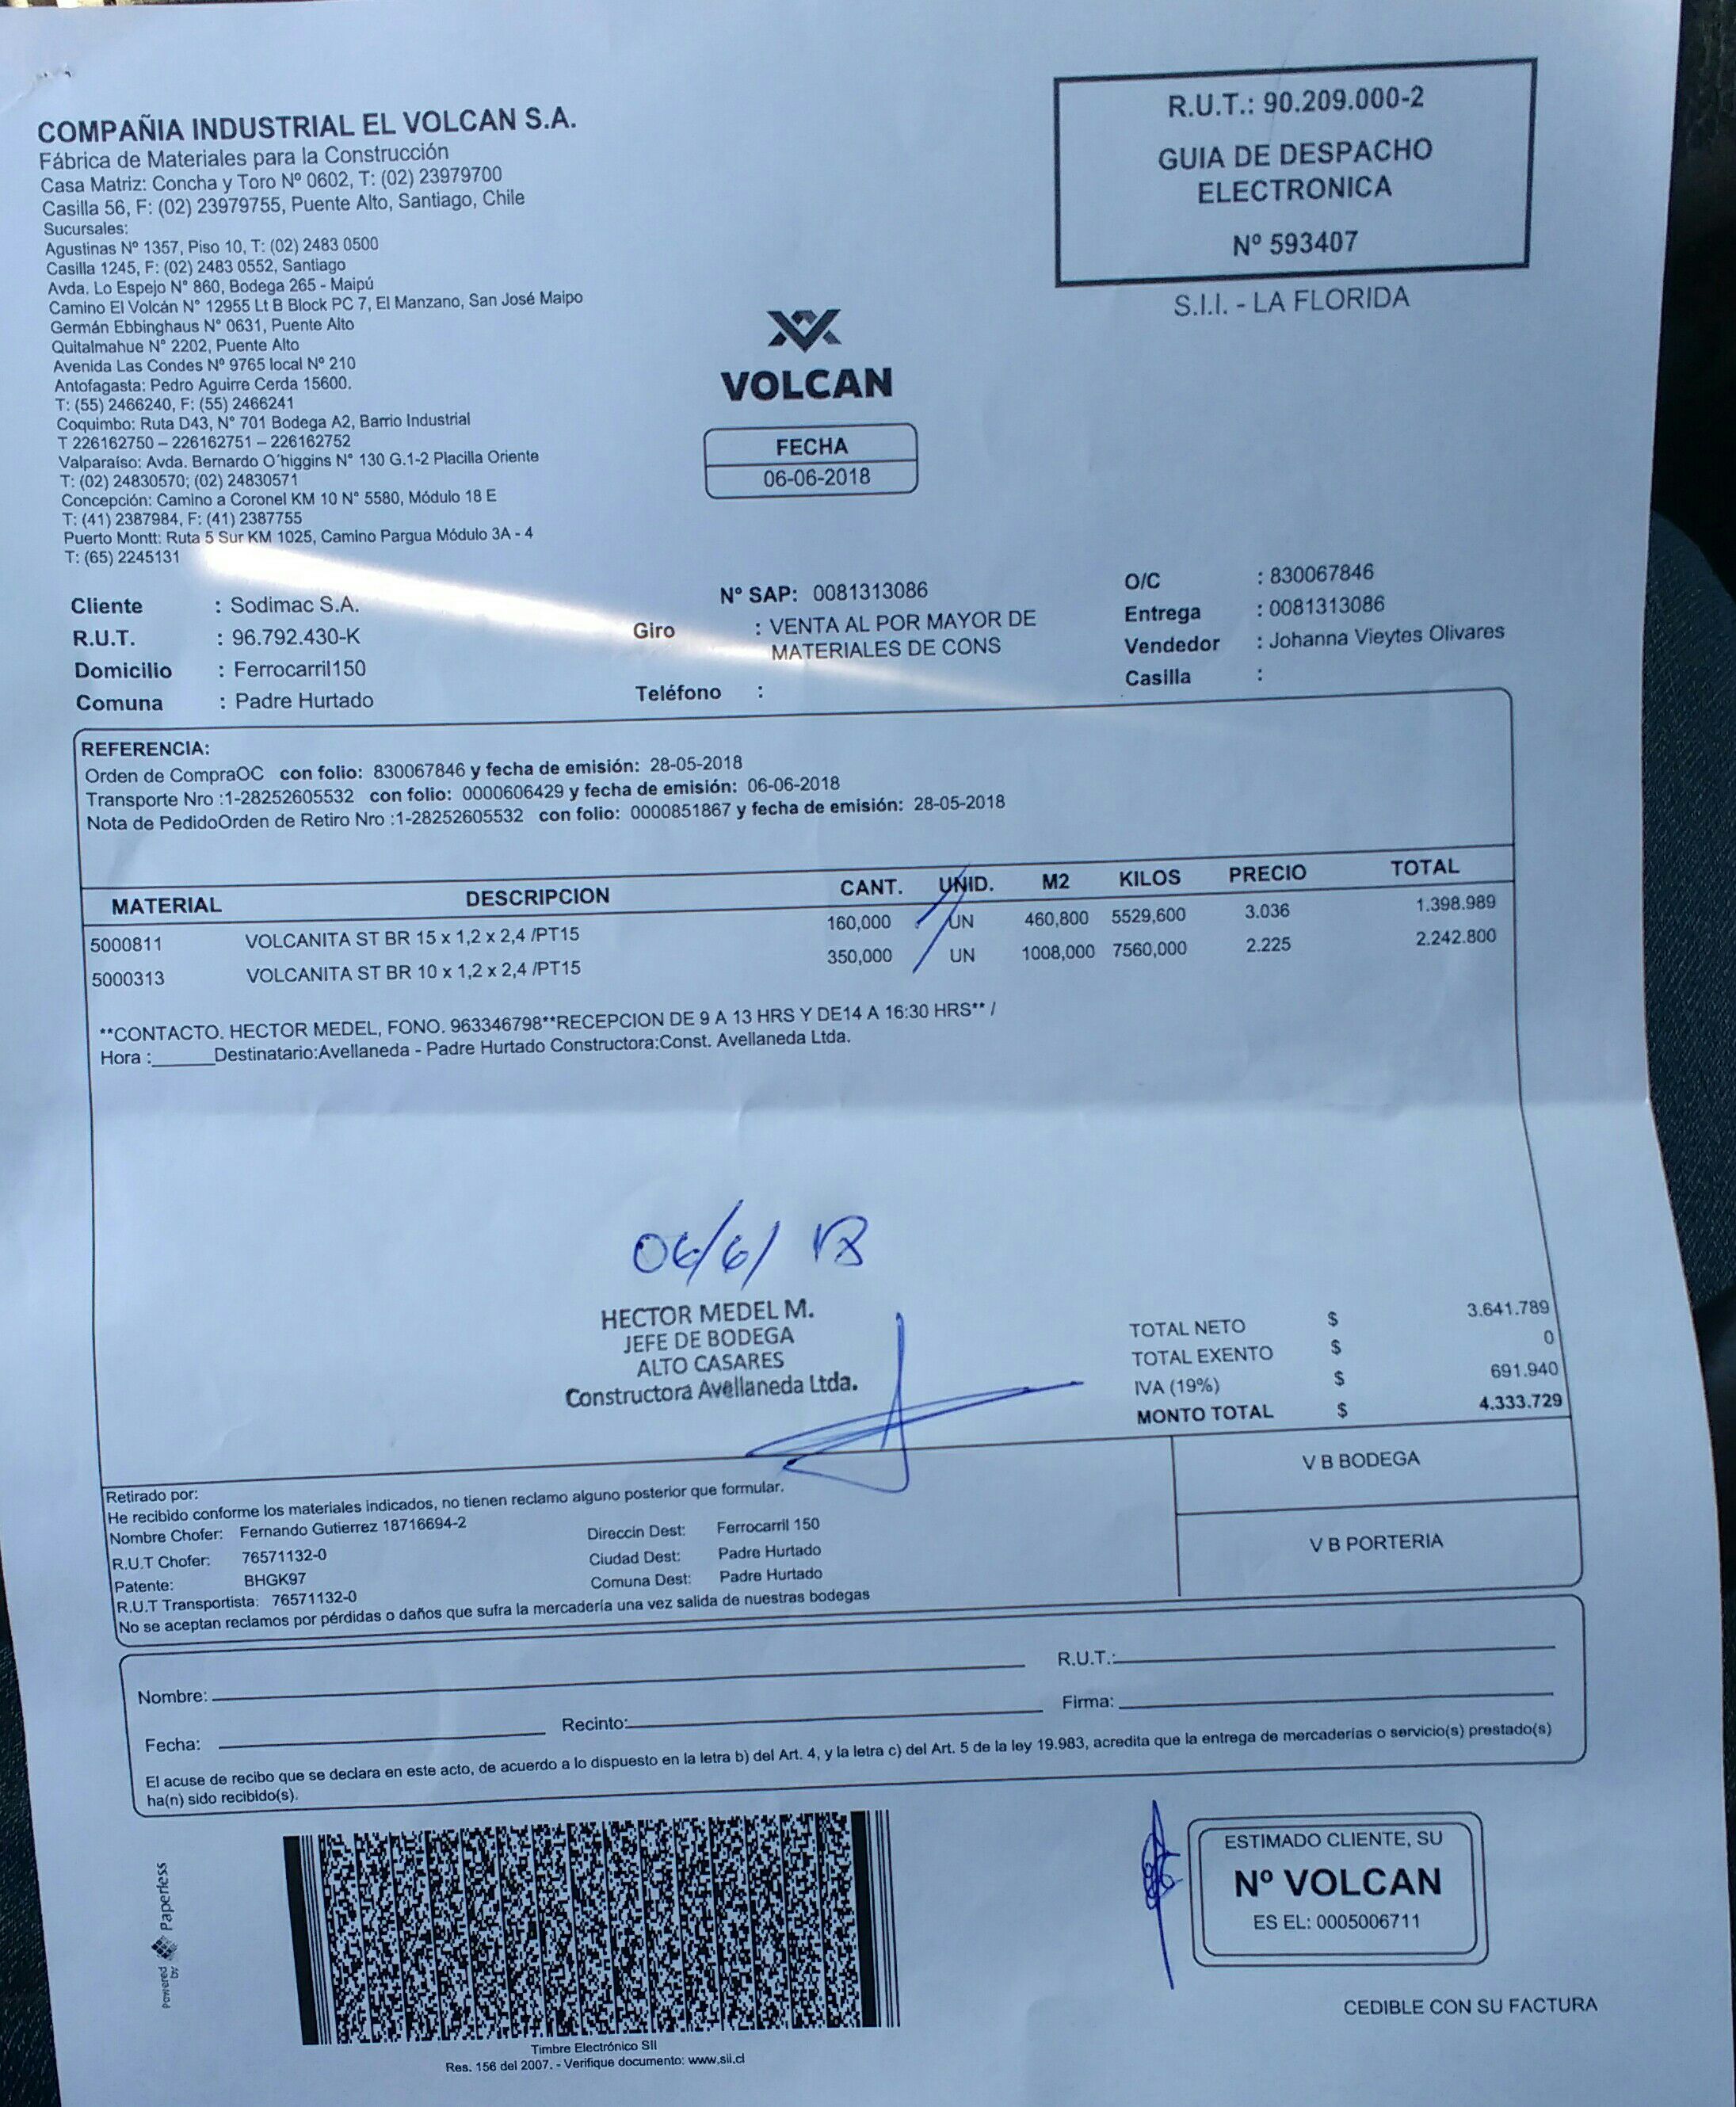 COMPAÑIA INDUSTRIAL EL VOLCAN S.A.
Fábrica de Materiales para la Construcción
Casa Matriz: Concha y Toro Nº 0602, T: (02) 23979700
Casilla 56, F: (02) 23979755, Puente Alto, Santiago, Chile
Sucursales:
Agustinas Nº 1357, Piso 10, T: (02) 2483 0500
Casilla 1245, F: (02) 2483 0552, Santiago
Avda. Lo Espejo N° 860, Bodega 265 - Maipú
Camino El Volcán N° 12955 Lt B Block PC 7, El Manzano, San José Maipo
Germán Ebbinghaus N° 0631, Puente Alto
Quitalmahue N° 2202, Puente Alto
Avenida Las Condes Nº 9765 local Nº 210
Antofagasta: Pedro Aguirre Cerda 15600.
T: (55) 2466240, F: (55) 2466241
Coquimbo: Ruta D43, N° 701 Bodega A2, Barrio Industrial
T 226162750 – 226162751 – 226162752
Valparaíso: Avda. Bernardo O´higgins N° 130 G.1-2 Placilla Oriente
T: (02) 24830570; (02) 24830571
Concepción: Camino a Coronel KM 10 N° 5580, Módulo 18 E
T: (41) 2387984, F: (41) 2387755
Puerto Montt: Ruta 5 Sur KM 1025, Camino Pargua Módulo 3A - 4
T: (65) 2245131
R.U.T.: 90.209.000-2
GUIA DE DESPACHO
ELECTRONICA
Nº 593407
S.I.I. - LA FLORIDA
VOLCAN
FECHA
06-06-2018
Cliente : Sodimac S.A.
R.U.T. : 96.792.430-K
Domicilio : Ferrocarril150
Comuna : Padre Hurtado
Nº SAP: 0081313086
Giro : VENTA AL POR MAYOR DE
MATERIALES DE CONS
Teléfono :
O/C : 830067846
Entrega : 0081313086
Vendedor : Johanna Vieytes Olivares
Casilla :
REFERENCIA:
Orden de CompraOC con folio: 830067846 y fecha de emisión: 28-05-2018
Transporte Nro :1-28252605532 con folio: 0000606429 y fecha de emisión: 06-06-2018
Nota de PedidoOrden de Retiro Nro :1-28252605532 con folio: 0000851867 y fecha de emisión: 28-05-2018
MATERIAL DESCRIPCION CANT. UNID. M2 KILOS PRECIO TOTAL
5000811 VOLCANITA ST BR 15 x 1,2 x 2,4 /PT15 160,000 UN 460,800 5529,600 3.036 1.398.989
5000313 VOLCANITA ST BR 10 x 1,2 x 2,4 /PT15 350,000 UN 1008,000 7560,000 2.225 2.242.800
**CONTACTO. HECTOR MEDEL, FONO. 963346798**RECEPCION DE 9 A 13 HRS Y DE14 A 16:30 HRS** /
Hora :______Destinatario:Avellaneda - Padre Hurtado Constructora:Const. Avellaneda Ltda.
06/6/18
HECTOR MEDEL M.
JEFE DE BODEGA
ALTO CASARES
Constructora Avellaneda Ltda.
TOTAL NETO $ 3.641.789
TOTAL EXENTO $ 0
IVA (19%) $ 691.940
MONTO TOTAL $ 4.333.729
V B BODEGA
V B PORTERIA
Retirado por:
He recibido conforme los materiales indicados, no tienen reclamo alguno posterior que formular.
Nombre Chofer: Fernando Gutierrez 18716694-2
R.U.T Chofer: 76571132-0
Patente: BHGK97
R.U.T Transportista: 76571132-0
Direccin Dest: Ferrocarril 150
Ciudad Dest: Padre Hurtado
Comuna Dest: Padre Hurtado
No se aceptan reclamos por pérdidas o daños que sufra la mercadería una vez salida de nuestras bodegas
Nombre: R.U.T.:
Fecha: Recinto: Firma:
El acuse de recibo que se declara en este acto, de acuerdo a lo dispuesto en la letra b) del Art. 4, y la letra c) del Art. 5 de la ley 19.983, acredita que la entrega de mercaderías o servicio(s) prestado(s)
ha(n) sido recibido(s).
Powered by Paperless
Timbre Electrónico SII
Res. 156 del 2007. - Verifique documento: www.sii.cl
ESTIMADO CLIENTE, SU
Nº VOLCAN
ES EL: 0005006711
CEDIBLE CON SU FACTURA